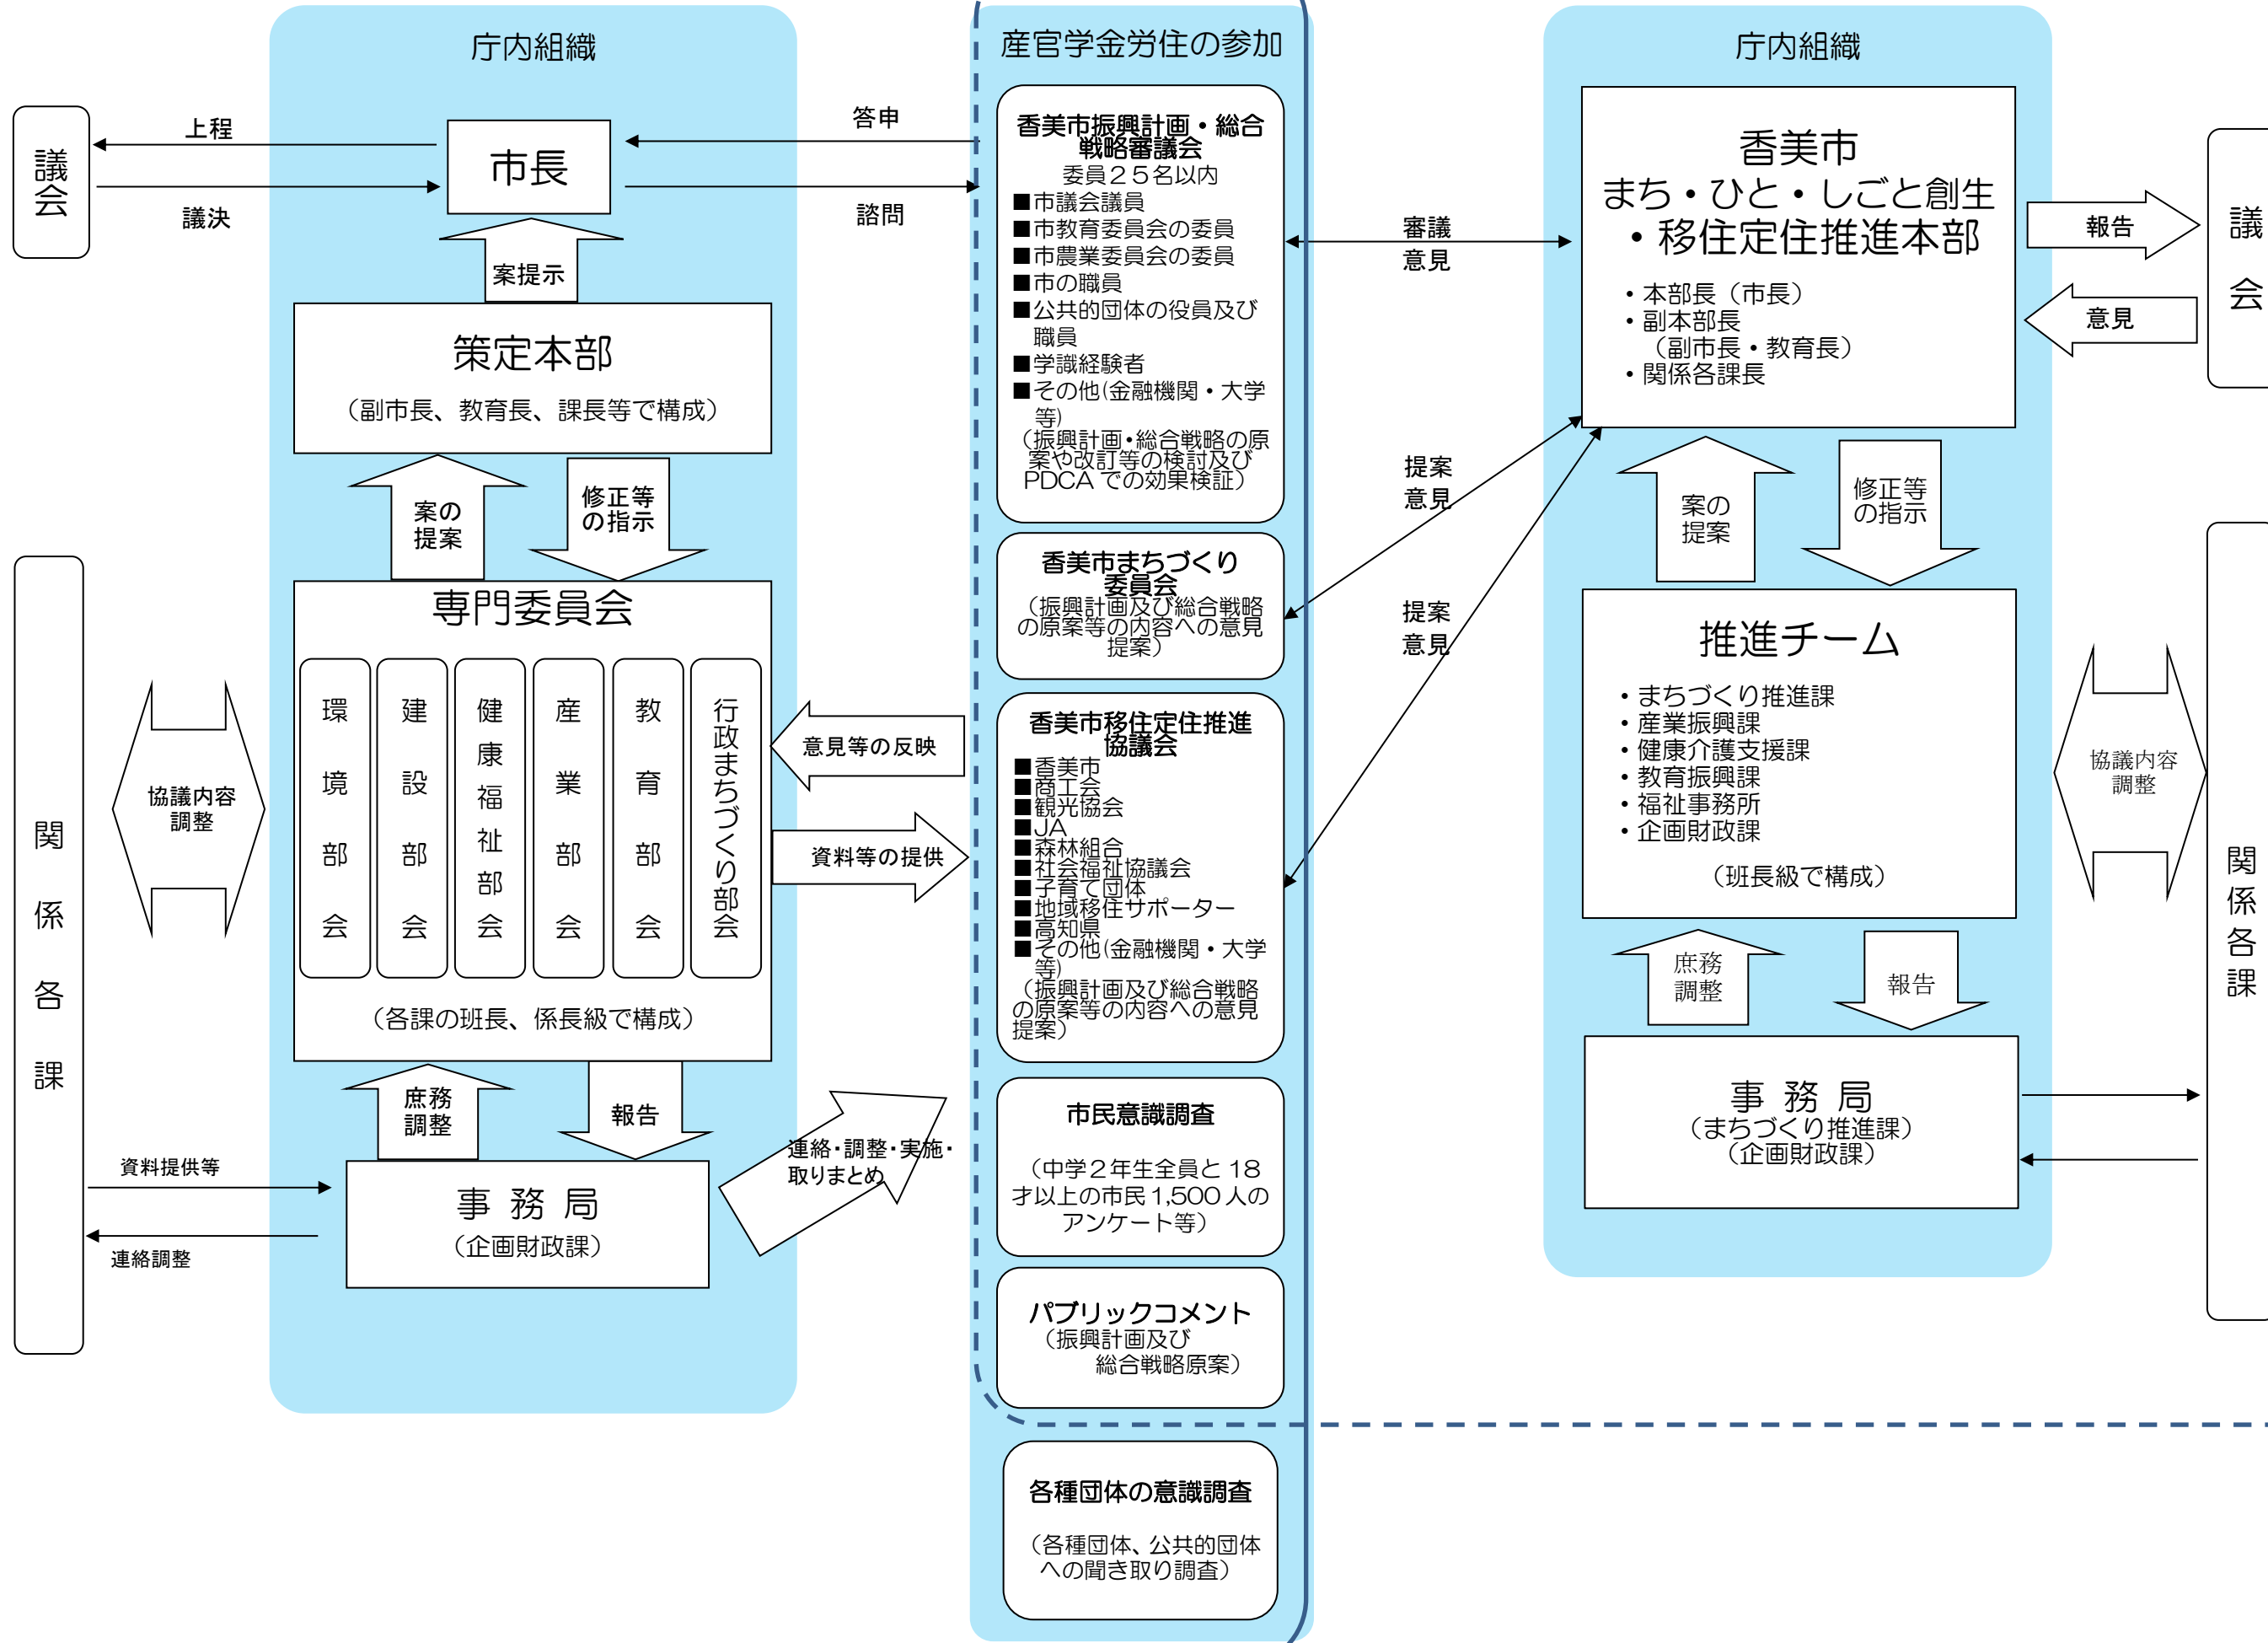 庁内組織
議会
上程
議決
市長
答申
諮問
案提示
策定本部
（副市長、教育長、課長等で構成）
案の
提案
修正等
の指示
専門委員会
環境部会
建設部会
健康福祉部会
産業部会
教育部会
行政まちづくり部会
（各課の班長、係長級で構成）
意見等の反映
資料等の提供
関係各課
協議内容
調整
庶務
調整
報告
資料提供等
連絡調整
事 務 局
（企画財政課）
連絡・調整・実施・
取りまとめ
産官学金労住の参加
香美市振興計画・総合
戦略審議会
委員２５名以内
■市議会議員
■市教育委員会の委員
■市農業委員会の委員
■市の職員
■公共的団体の役員及び
職員
■学識経験者
■その他(金融機関・大学
等)
（振興計画・総合戦略の原
案や改訂等の検討及び
PDCA での効果検証）
香美市まちづくり
委員会
（振興計画及び総合戦略
の原案等の内容への意見
提案）
香美市移住定住推進
協議会
■香美市
■商工会
■観光協会
■JA
■森林組合
■社会福祉協議会
■子育て団体
■地域移住サポーター
■高知県
■その他(金融機関・大学
等)
（振興計画及び総合戦略
の原案等の内容への意見
提案）
市民意識調査
（中学２年生全員と 18
才以上の市民 1,500 人の
アンケート等）
パブリックコメント
（振興計画及び
総合戦略原案）
各種団体の意識調査
（各種団体、公共的団体
への聞き取り調査）
審議
意見
提案
意見
提案
意見
庁内組織
香美市
まち・ひと・しごと創生
・移住定住推進本部
・本部長（市長）
・副本部長
（副市長・教育長）
・関係各課長
報告
意見
議会
案の
提案
修正等
の指示
推進チーム
・まちづくり推進課
・産業振興課
・健康介護支援課
・教育振興課
・福祉事務所
・企画財政課
（班長級で構成）
協議内容
調整
関係各課
庶務
調整
報告
事 務 局
（まちづくり推進課）
（企画財政課）